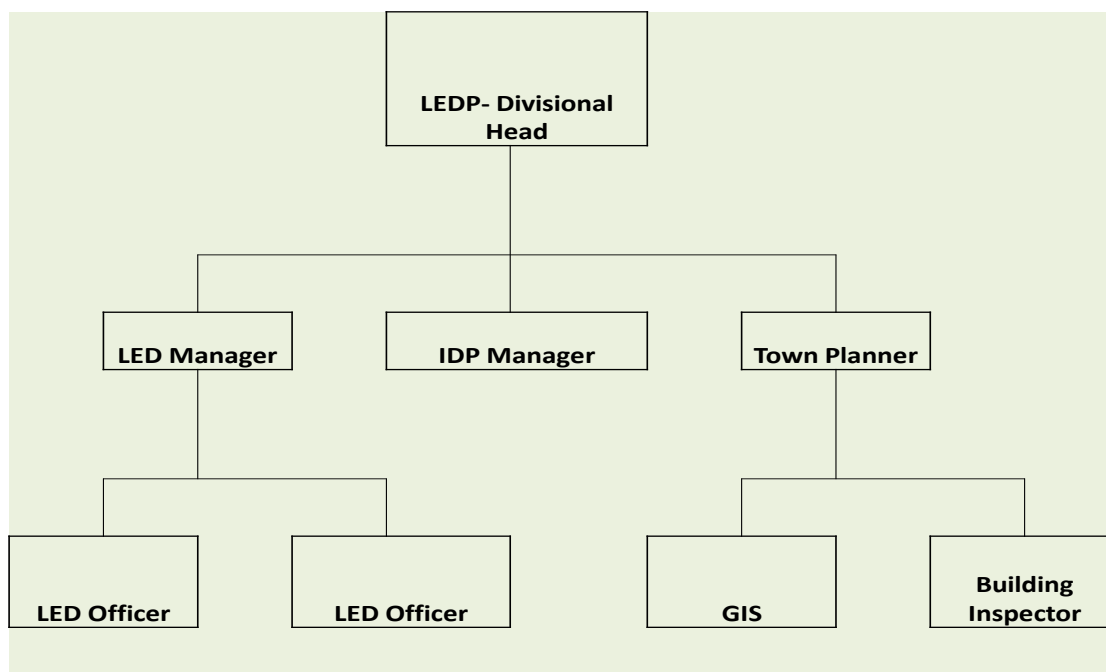 LEDP- Divisional
Head
LED Manager
IDP Manager
Town Planner
LED Officer
LED Officer
GIS
Building
Inspector